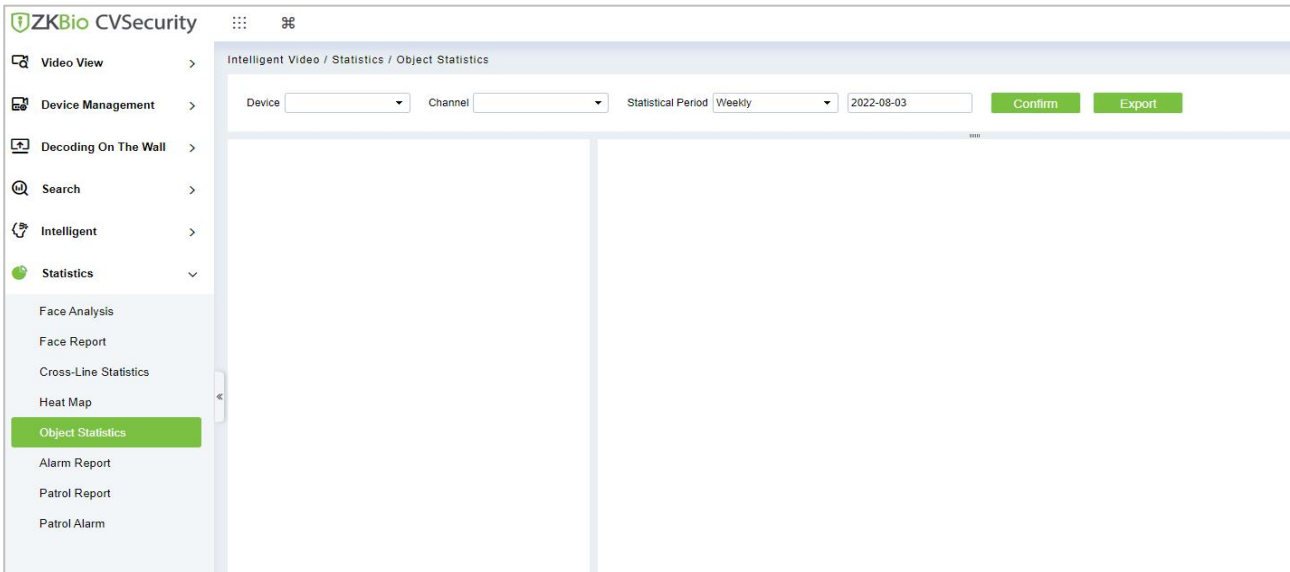 ZKBio CVSecurity
Intelligent Video / Statistics / Object Statistics
Device Channel Statistical Period Weekly 2022-08-03 Confirm Export
Video View
Device Management
Decoding On The Wall
Search
Intelligent
Statistics
Face Analysis
Face Report
Cross-Line Statistics
Heat Map
Object Statistics
Alarm Report
Patrol Report
Patrol Alarm